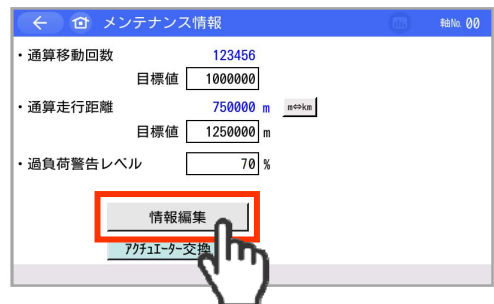 メンテナンス情報 軸No. 00
・通算移動回数 123456
目標値 1000000
・通算走行距離 750000 m m⇔km
目標値 1250000 m
・過負荷警告レベル 70 %
情報編集
ｱｸﾁｭｴｰﾀｰ交換